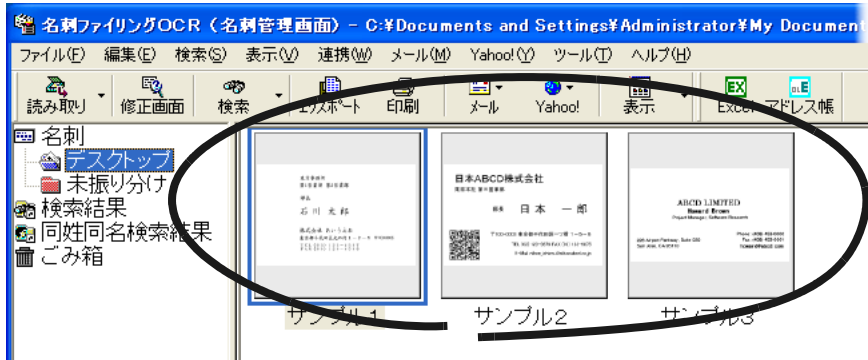 名刺ファイリングOCR（名刺管理画面）- C:¥Documents and Settings¥Administrator¥My Document
ファイル(F) 編集(E) 検索(S) 表示(V) 連携(W) メール(M) Yahoo!(Y) ツール(T) ヘルプ(H)
読み取り 修正画面 検索 エクスポート 印刷 メール Yahoo! 表示 Excel アドレス帳
名刺
デスクトップ
未振り分け
検索結果
同姓同名検索結果
ごみ箱
石川 太郎
サンプル1
日本ABCD株式会社
日本 一郎
サンプル2
ABCD LIMITED
Howard Brown
サンプル3